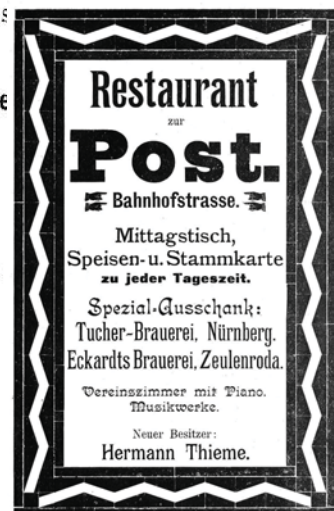 Restaurant
zur
Post.
Bahnhofstrasse.
Mittagstisch,
Speisen- u. Stammkarte
zu jeder Tageszeit.
Spezial-Ausschank:
Tucher-Brauerei, Nürnberg.
Eckardts Brauerei, Zeulenroda.
Vereinszimmer mit Piano.
Musikwerke.
Neuer Besitzer:
Hermann Thieme.